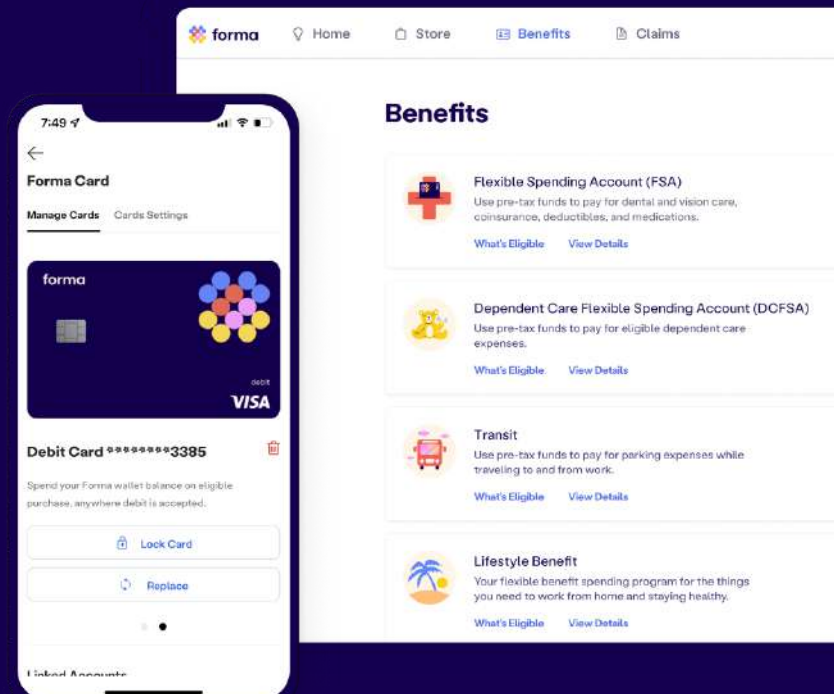 forma
Home
Store
Benefits
Claims
Benefits
Flexible Spending Account (FSA)
Use pre-tax funds to pay for dental and vision care,
coinsurance, deductibles, and medications.
What's Eligible View Details
Dependent Care Flexible Spending Account (DCFSA)
Use pre-tax funds to pay for eligible dependent care
expenses.
What's Eligible View Details
Transit
Use pre-tax funds to pay for parking expenses while
traveling to and from work.
What's Eligible View Details
Lifestyle Benefit
Your flexible benefit spending program for the things
you need to work from home and staying healthy.
What's Eligible View Details
7:49
Forma Card
Manage Cards Cards Settings
forma
debit
VISA
Debit Card ********3385
Spend your Forma wallet balance on eligible
purchase, anywhere debit is accepted.
Lock Card
Replace
Linked Accounts